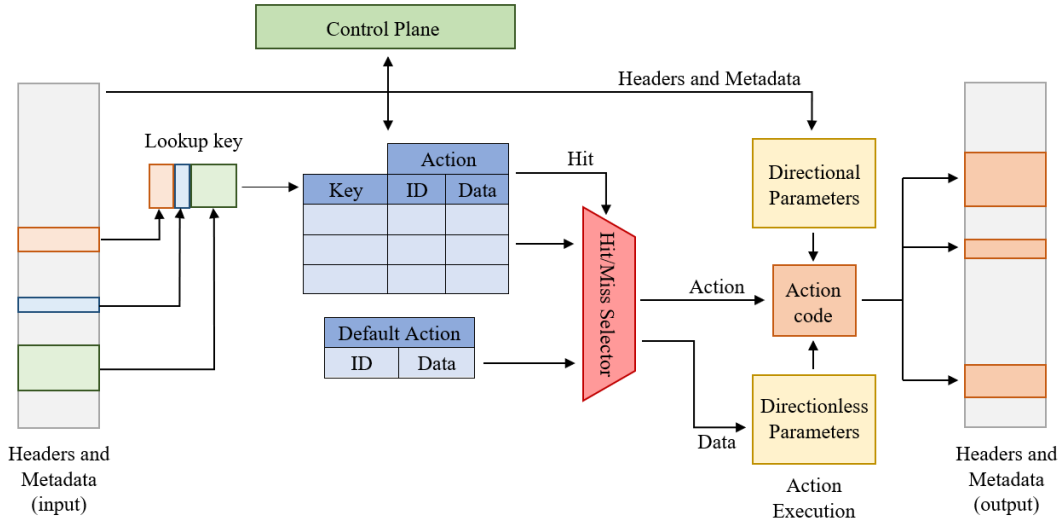 Control Plane
Headers and Metadata
Lookup key
Action
Key
ID
Data
Hit
Hit/Miss Selector
Default Action
ID
Data
Action
Data
Directional
Parameters
Action
code
Directionless
Parameters
Action
Execution
Headers and
Metadata
(input)
Headers and
Metadata
(output)